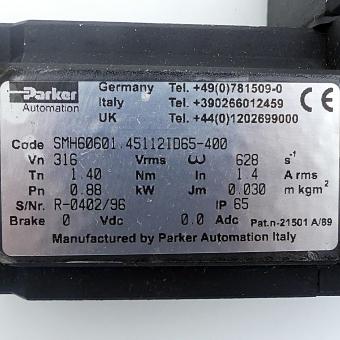 Parker
Automation
Germany Tel. +49(0)781509-0
Italy Tel. +390266012459
UK Tel. +44(0)1202699000
CE
Code SMH60601.451121D65-400
Vn 316 Vrms ω 628 s⁻¹
Tn 1.40 Nm In 1.4 A rms
Pn 0.88 kW Jm 0.030 m kgm²
S/Nr. R-0402/96 IP 65
Brake 0 Vdc 0.0 Adc Pat.n-21501 A/89
Manufactured by Parker Automation Italy